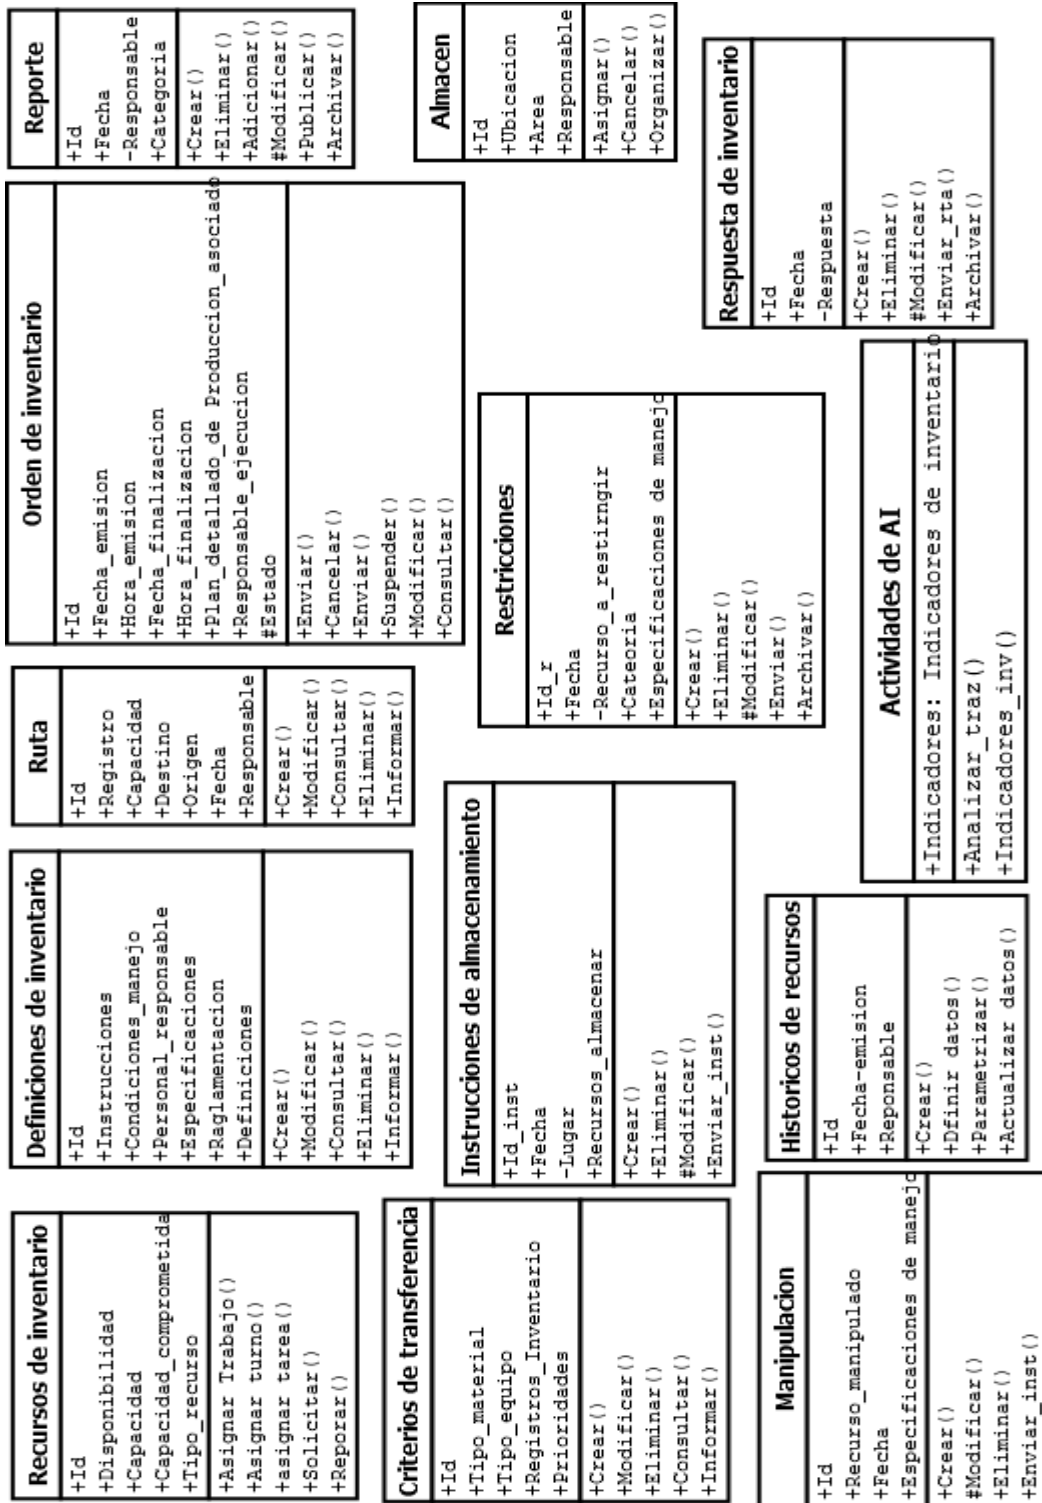 Recursos de inventario
+Id
+Disponibilidad
+Capacidad
+Capacidad_comprometida
+Tipo_recurso
+Asignar Trabajo()
+Asignar turno()
+asignar tarea()
+Solicitar()
+Reporar()
Definiciones de inventario
+Id
+Instrucciones
+Condiciones_manejo
+Personal_responsable
+Especificaciones
+Raglamentacion
+Definiciones
+Crear()
+Modificar()
+Consultar()
+Eliminar()
+Informar()
Ruta
+Id
+Registro
+Capacidad
+Destino
+Origen
+Fecha
+Responsable
+Crear()
+Modificar()
+Consultar()
+Eliminar()
+Informar()
Orden de inventario
+Id
+Fecha_emision
+Hora_emision
+Fecha_finalizacion
+Hora_finalizacion
+Plan_detallado_de Produccion_asociado
+Responsable_ejecucion
#Estado
+Enviar()
+Cancelar()
+Enviar()
+Suspender()
+Modificar()
+Consultar()
Reporte
+Id
+Fecha
-Responsable
+Categoria
+Crear()
+Eliminar()
+Adicionar()
#Modificar()
+Publicar()
+Archivar()
Criterios de transferencia
+Id
+Tipo_material
+Tipo_equipo
+Registros_Inventario
+Prioridades
+Crear()
+Modificar()
+Eliminar()
+Consultar()
+Informar()
Instrucciones de almacenamiento
+Id_inst
+Fecha
-Lugar
+Recursos_almacenar
+Crear()
+Eliminar()
#Modificar()
+Enviar_inst()
Restricciones
+Id_r
+Fecha
-Recurso_a_restirngir
+Cateoria
+Especificaciones de manejo
+Crear()
+Eliminar()
#Modificar()
+Enviar()
+Archivar()
Almacen
+Id
+Ubicacion
+Area
+Responsable
+Asignar()
+Cancelar()
+Organizar()
Manipulacion
+Id
+Recurso_manipulado
+Fecha
+Especificaciones de manejo
+Crear()
#Modificar()
+Eliminar()
+Enviar_inst()
Historicos de recursos
+Id
+Fecha-emision
+Reponsable
+Crear()
+Dfinir datos()
+Parametrizar()
+Actualizar datos()
Actividades de AI
+Indicadores: Indicadores de inventario
+Analizar_traz()
+Indicadores_inv()
Respuesta de inventario
+Id
+Fecha
-Respuesta
+Crear()
+Eliminar()
#Modificar()
+Enviar_rta()
+Archivar()